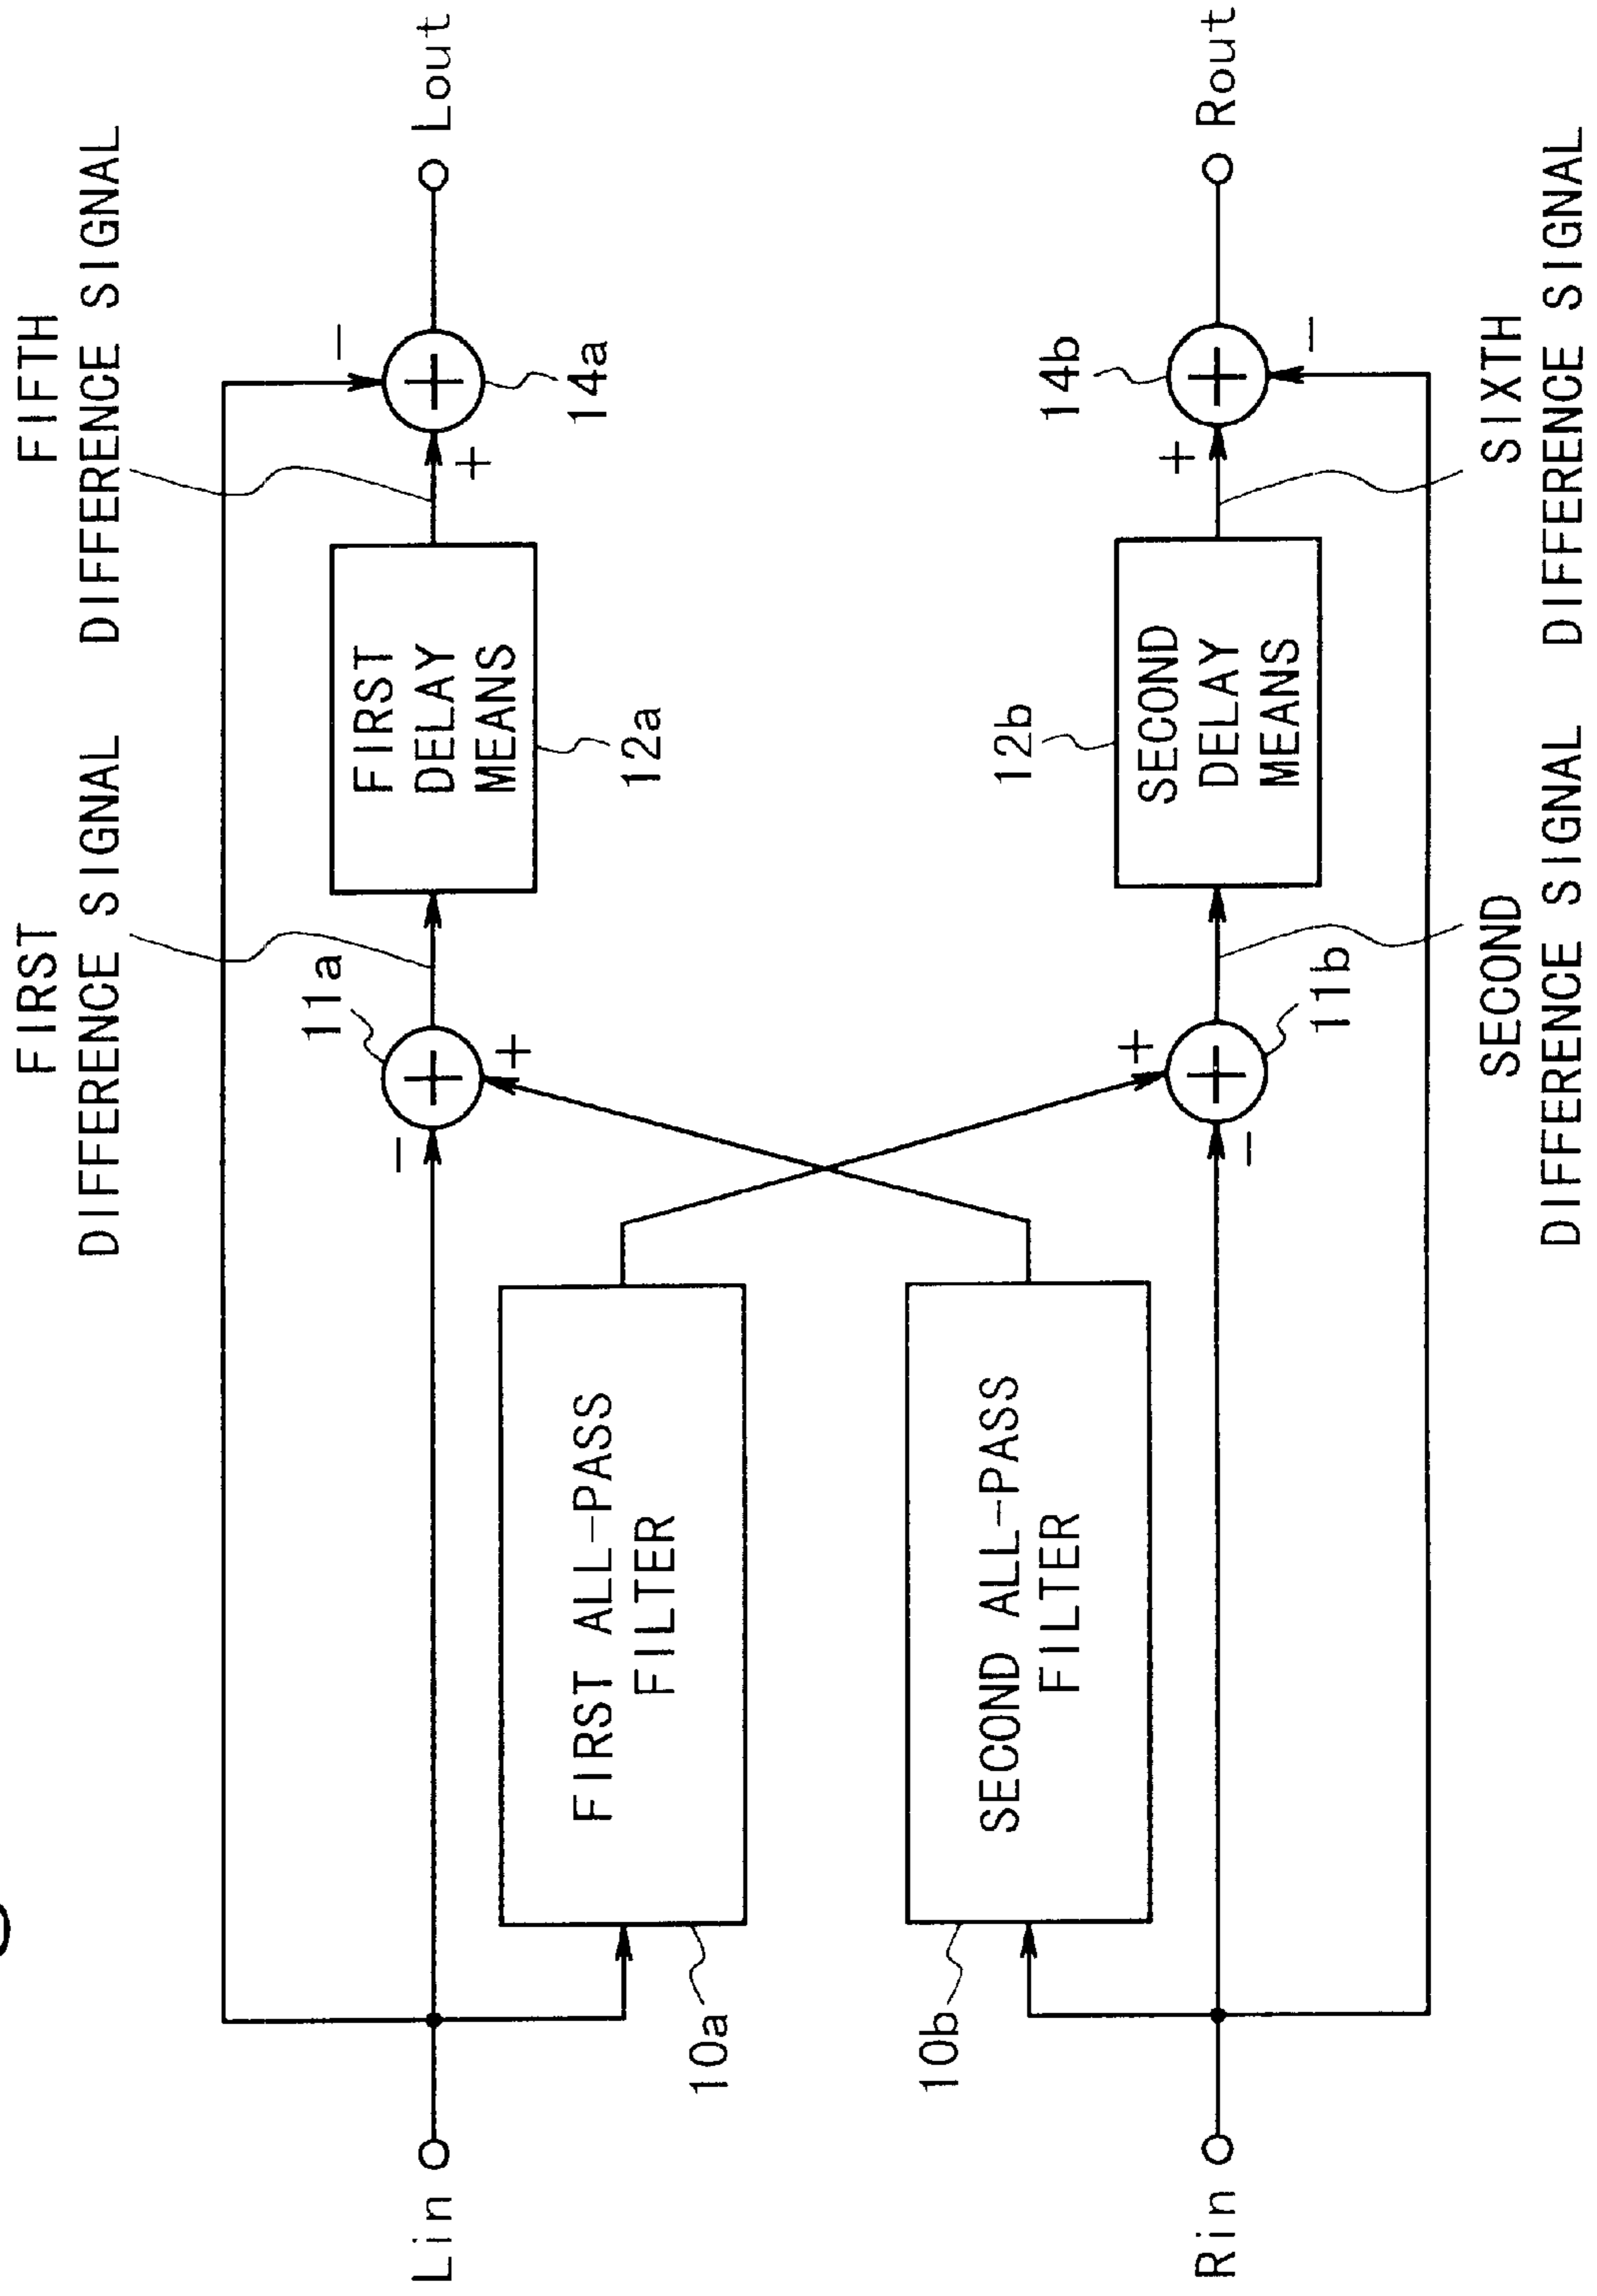 FIRST
DIFFERENCE SIGNAL
FIFTH
DIFFERENCE SIGNAL
Lin
11a
−
+
FIRST
DELAY
MEANS
12a
−
+
14a
Lout
FIRST ALL-PASS
FILTER
10a
SECOND ALL-PASS
FILTER
10b
Rin
+
−
11b
SECOND
DELAY
MEANS
12b
+
−
14b
Rout
SECOND
DIFFERENCE SIGNAL
SIXTH
DIFFERENCE SIGNAL